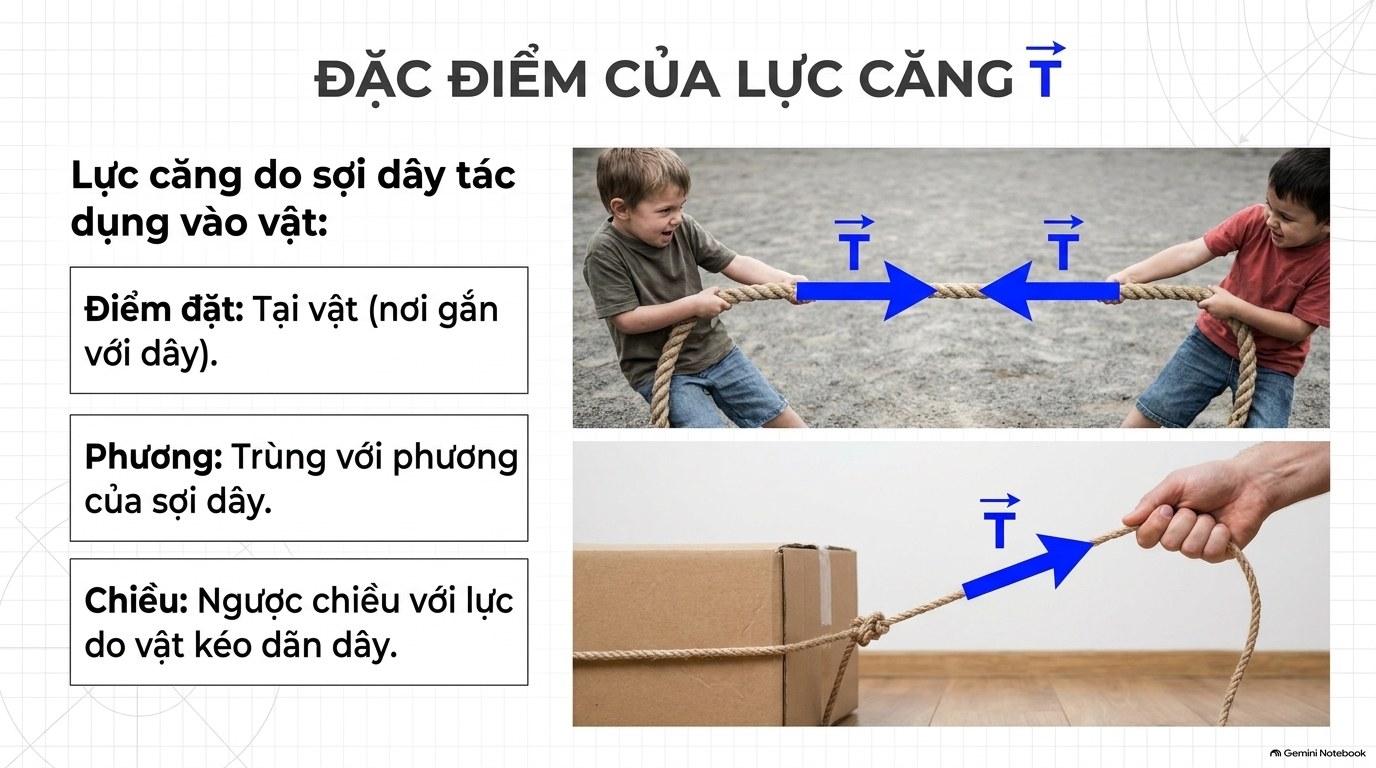 ĐẶC ĐIỂM CỦA LỰC CĂNG T
Lực căng do sợi dây tác
dụng vào vật:
Điểm đặt: Tại vật (nơi gắn
với dây).
Phương: Trùng với phương
của sợi dây.
Chiều: Ngược chiều với lực
do vật kéo dãn dây.
T
T
T
Gemini Notebook